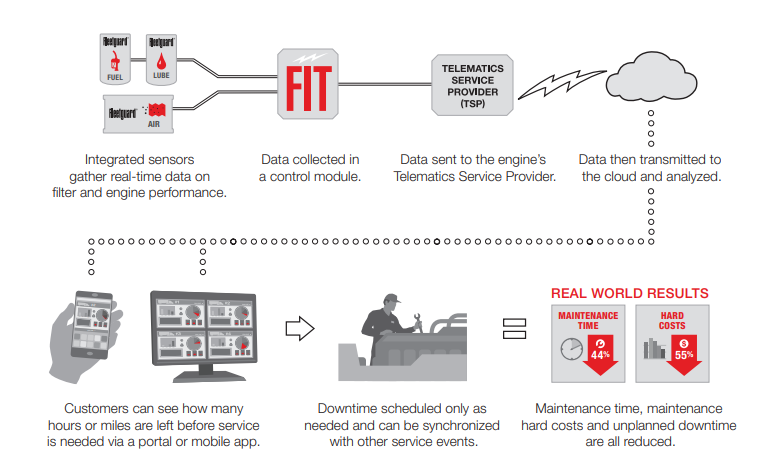 Fleetguard
FUEL
Fleetguard
LUBE
Fleetguard
AIR
FIT
TELEMATICS
SERVICE
PROVIDER
(TSP)
Integrated sensors
gather real-time data on
filter and engine performance.
Data collected in
a control module.
Data sent to the engine's
Telematics Service Provider.
Data then transmitted to
the cloud and analyzed.
Customers can see how many
hours or miles are left before service
is needed via a portal or mobile app.
Downtime scheduled only as
needed and can be synchronized
with other service events.
REAL WORLD RESULTS
MAINTENANCE
TIME
44%
HARD
COSTS
$
55%
Maintenance time, maintenance
hard costs and unplanned downtime
are all reduced.